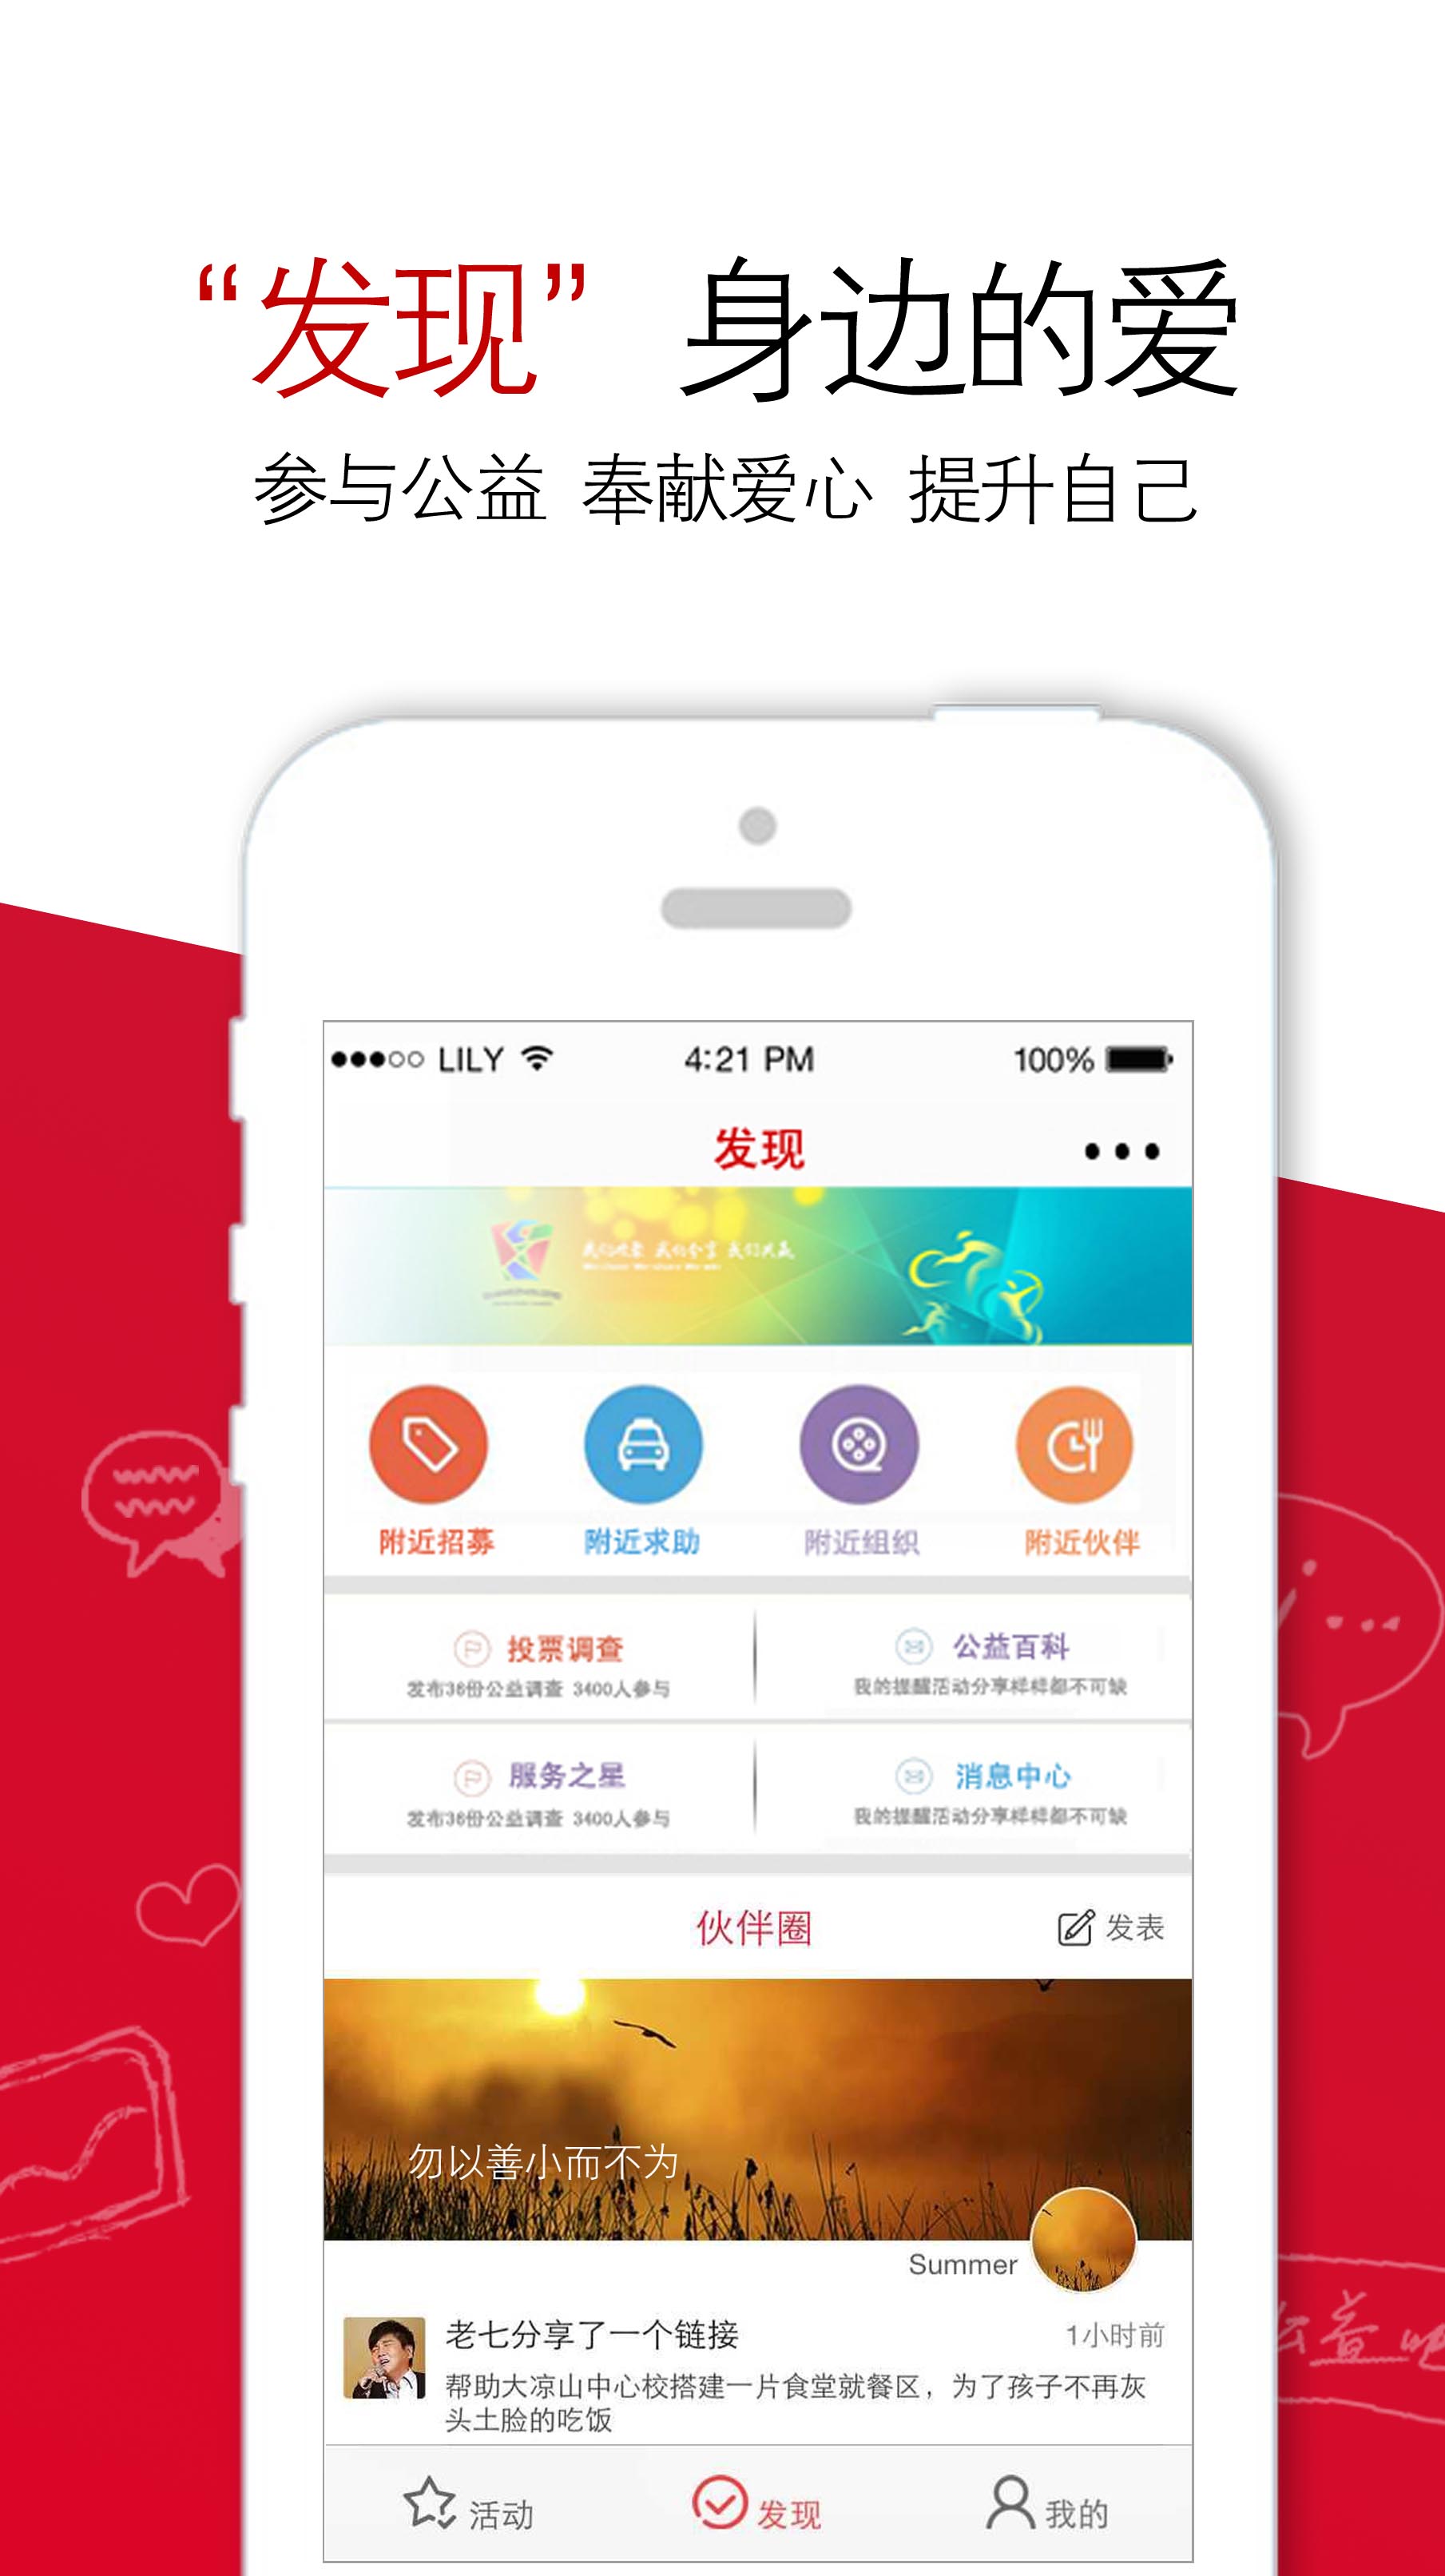 “发现” 身边的爱
参与公益 奉献爱心 提升自己
LILY 4:21 PM 100%
发现
附近招募 附近求助 附近组织 附近伙伴
投票调查 公益百科
发布36份公益调查 3400人参与 我的提醒活动分享样样都不可缺
服务之星 消息中心
发布36份公益调查 3400人参与 我的提醒活动分享样样都不可缺
伙伴圈 发表
勿以善小而不为
Summer
老七分享了一个链接 1小时前
帮助大凉山中心校搭建一片食堂就餐区，为了孩子不再灰
头土脸的吃饭
活动 发现 我的